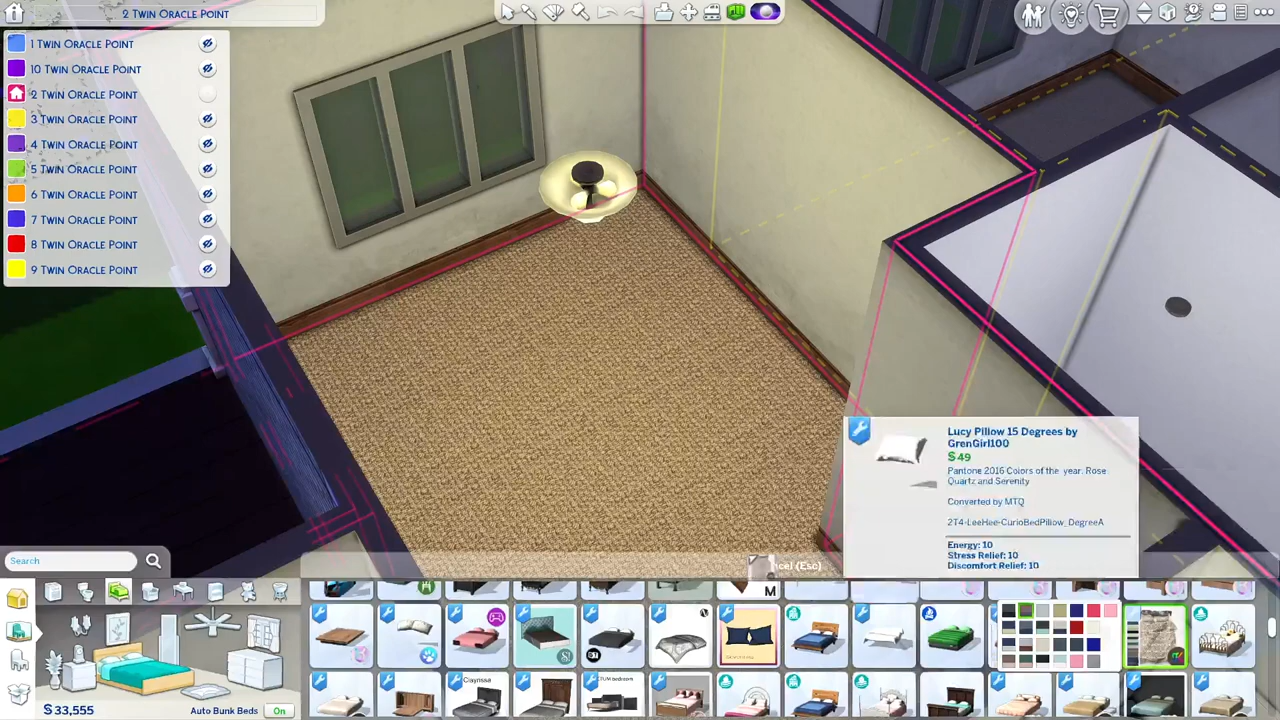 2 Twin Oracle Point
1 Twin Oracle Point
10 Twin Oracle Point
2 Twin Oracle Point
3 Twin Oracle Point
4 Twin Oracle Point
5 Twin Oracle Point
6 Twin Oracle Point
7 Twin Oracle Point
8 Twin Oracle Point
9 Twin Oracle Point
Lucy Pillow 15 Degrees by
GrenGirl100
$49
Pantone 2016 Colors of the year: Rose
Quartz and Serenity
Converted by MTQ
2T4-LeeHee-CurioBedPillow_DegreeA
Energy: 10
Stress Relief: 10
Discomfort Relief: 10
(Esc)
M
Search
Claynssa
bedroom
$33,555
Auto Bunk Beds
On